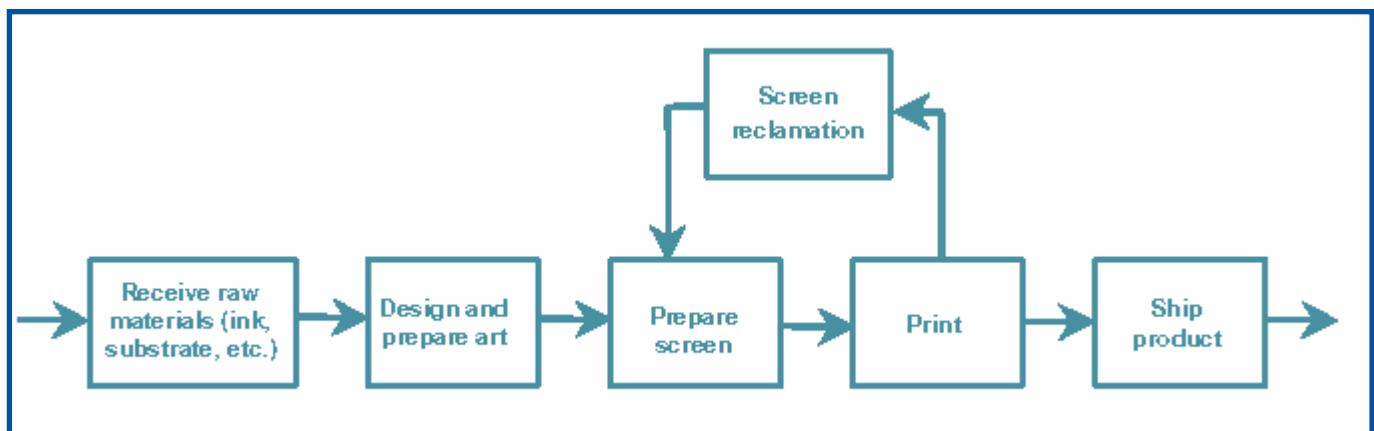 Screen
reclamation
Receive raw
materials (ink,
substrate, etc.)
Design and
prepare art
Prepare
screen
Print
Ship
product